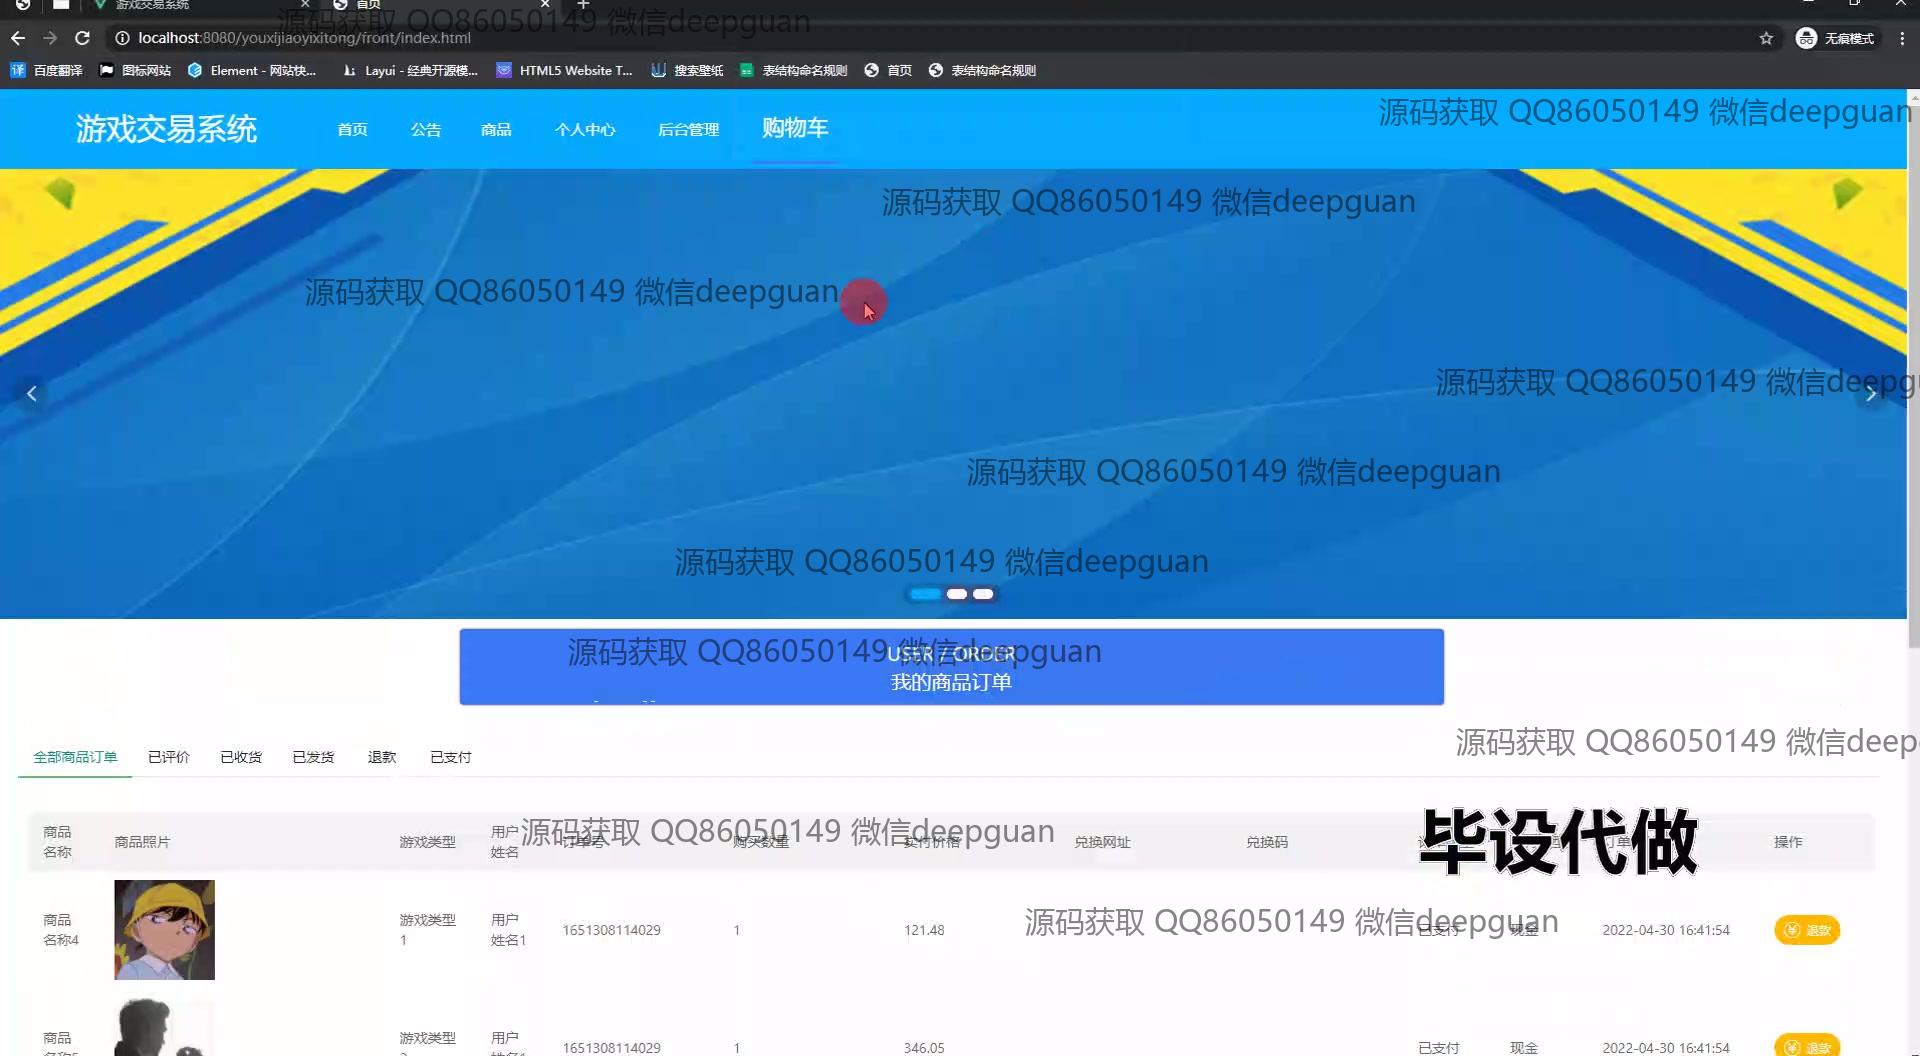 游戏交易系统
首页
源码获取 QQ86050149 微信deepguan
localhost:8080/youxijiaoyixitong/front/index.html
无痕模式
百度翻译
图标网站
Element - 网站快...
Layui - 经典开源模...
HTML5 Website T...
搜索壁纸
表结构命名规则
首页
表结构命名规则
源码获取 QQ86050149 微信deepguan
游戏交易系统
首页
公告
商品
个人中心
后台管理
购物车
源码获取 QQ86050149 微信deepguan
源码获取 QQ86050149 微信deepguan
源码获取 QQ86050149 微信deepgu
源码获取 QQ86050149 微信deepguan
源码获取 QQ86050149 微信deepguan
源码获取 QQ86050149 微信deepguan
USER / ORDER
我的商品订单
源码获取 QQ86050149 微信deep
全部商品订单
已评价
已收货
已发货
退款
已支付
源码获取 QQ86050149 微信deepguan
毕设代做
商品
名称
商品照片
游戏类型
用户
姓名
订单号
购买数量
实付价格
兑换网址
兑换码
操作
源码获取 QQ86050149 微信deepguan
商品
名称4
游戏类型
1
用户
姓名1
1651308114029
1
121.48
已支付
现金
2022-04-30 16:41:54
退款
商品
游戏类型
用户
1651308114029
1
346.05
已支付
现金
2022-04-30 16:41:54
退款